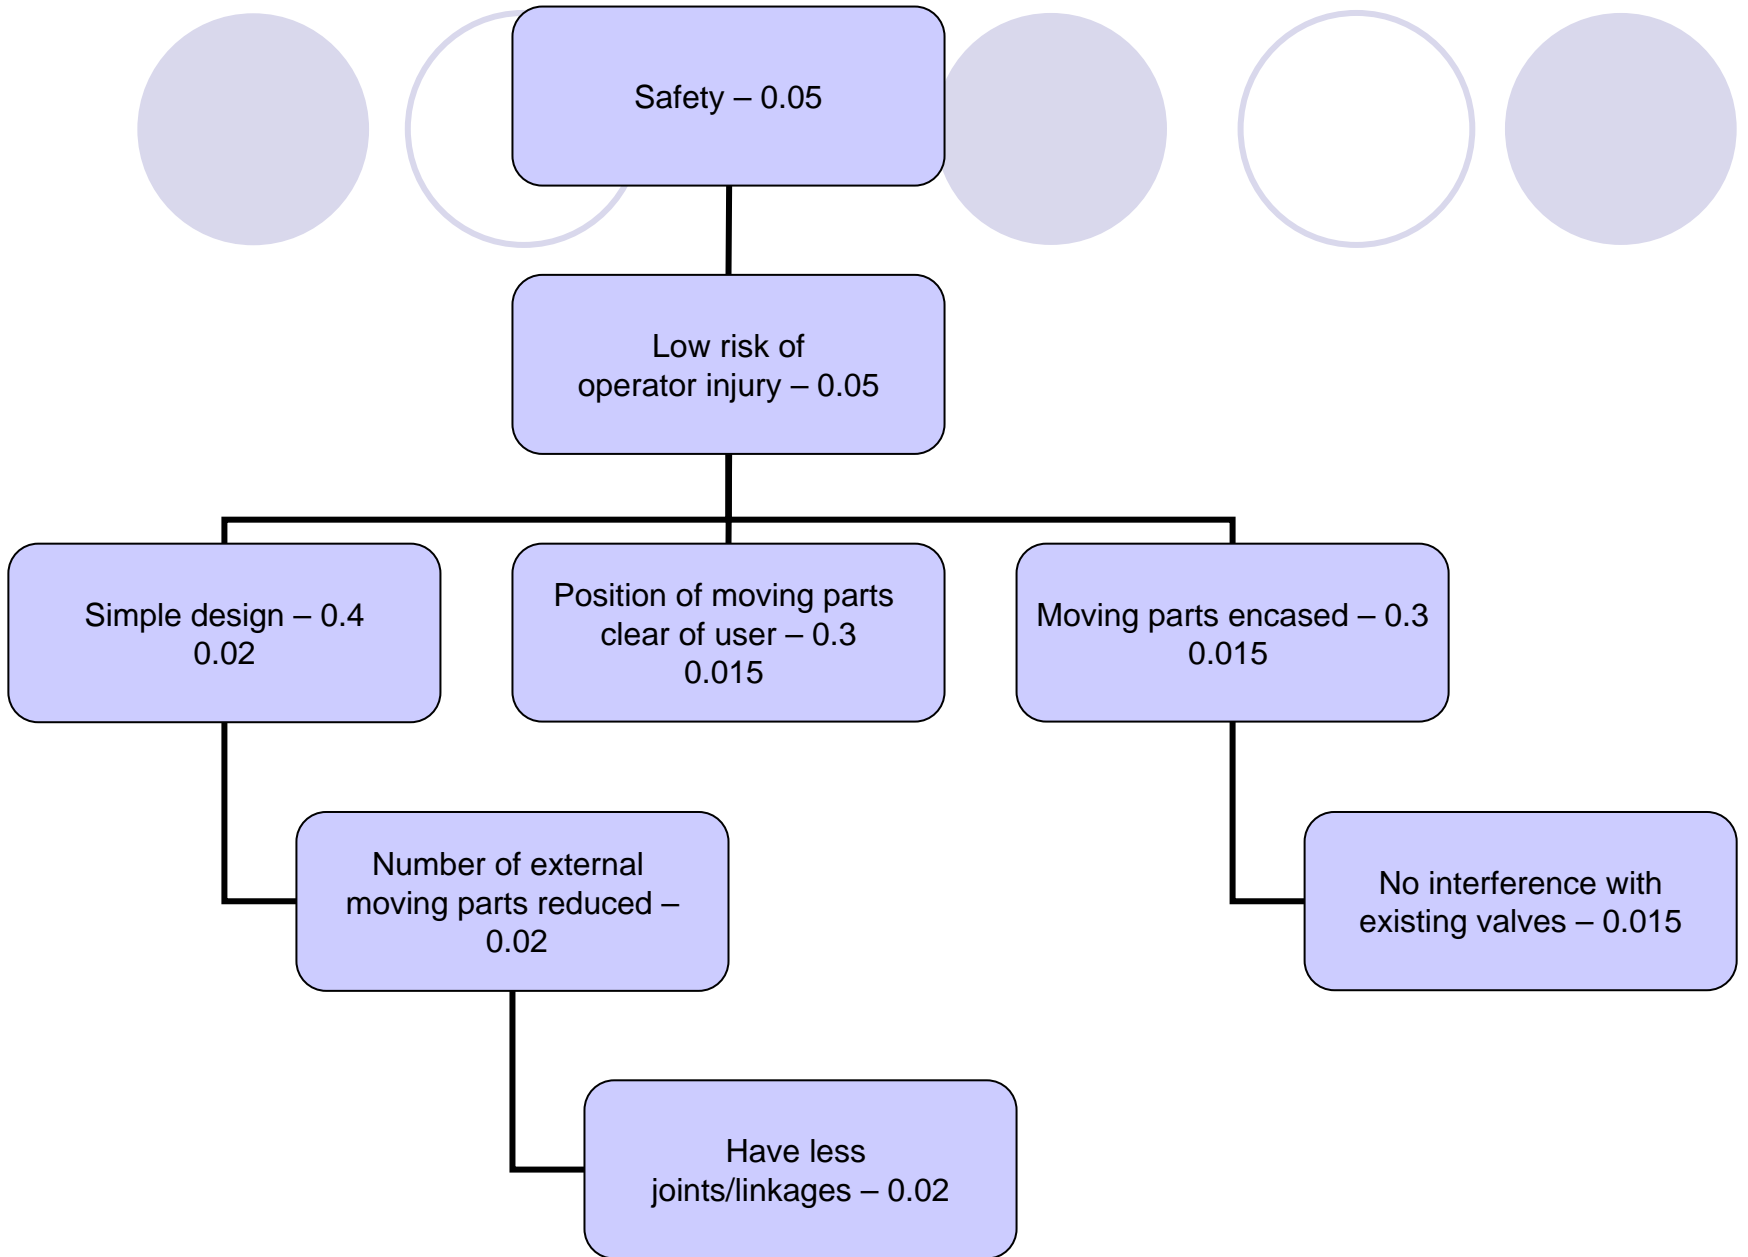 Safety – 0.05
Low risk of
operator injury – 0.05
Simple design – 0.4
0.02
Position of moving parts
clear of user – 0.3
0.015
Moving parts encased – 0.3
0.015
Number of external
moving parts reduced –
0.02
No interference with
existing valves – 0.015
Have less
joints/linkages – 0.02